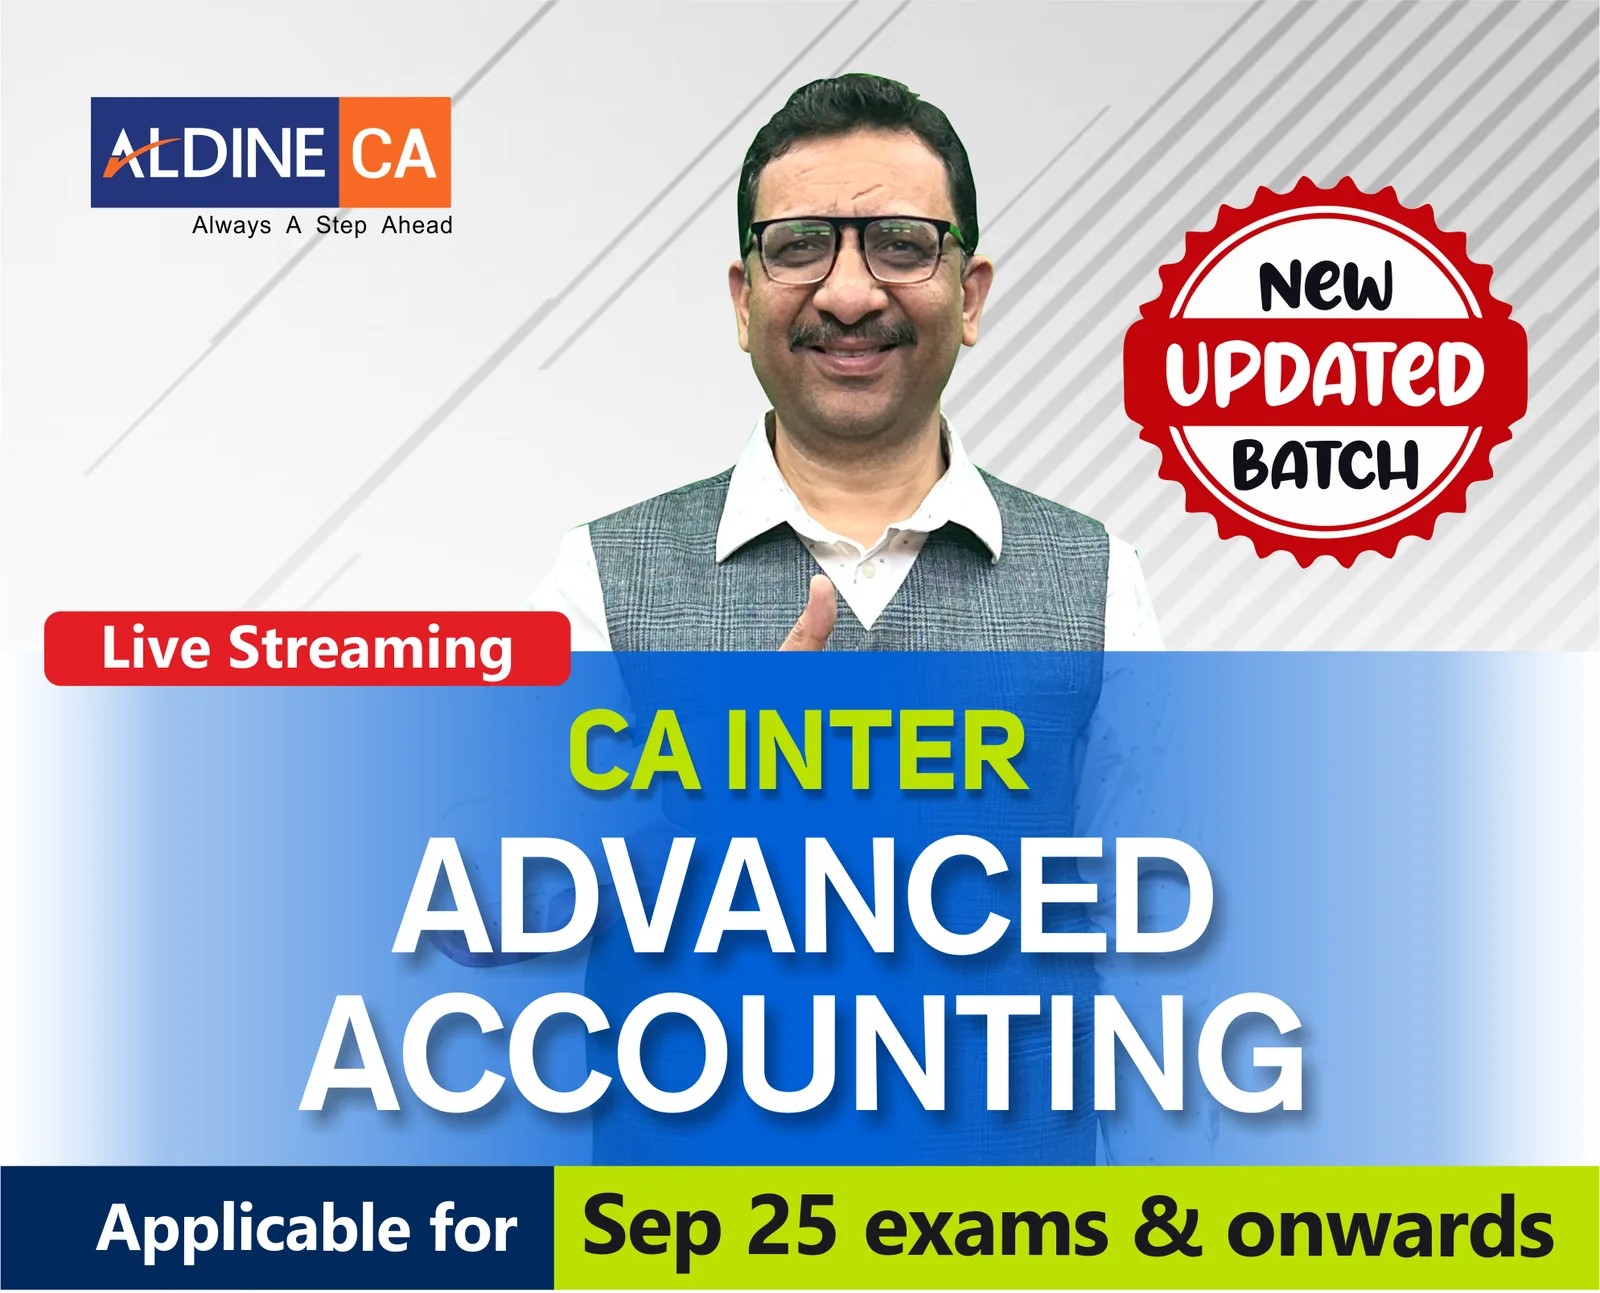 ALDINE CA
Always A Step Ahead
New
UPDATeD
BATCH
Live Streaming
CA INTER
ADVANCED
ACCOUNTING
Applicable for Sep 25 exams & onwards